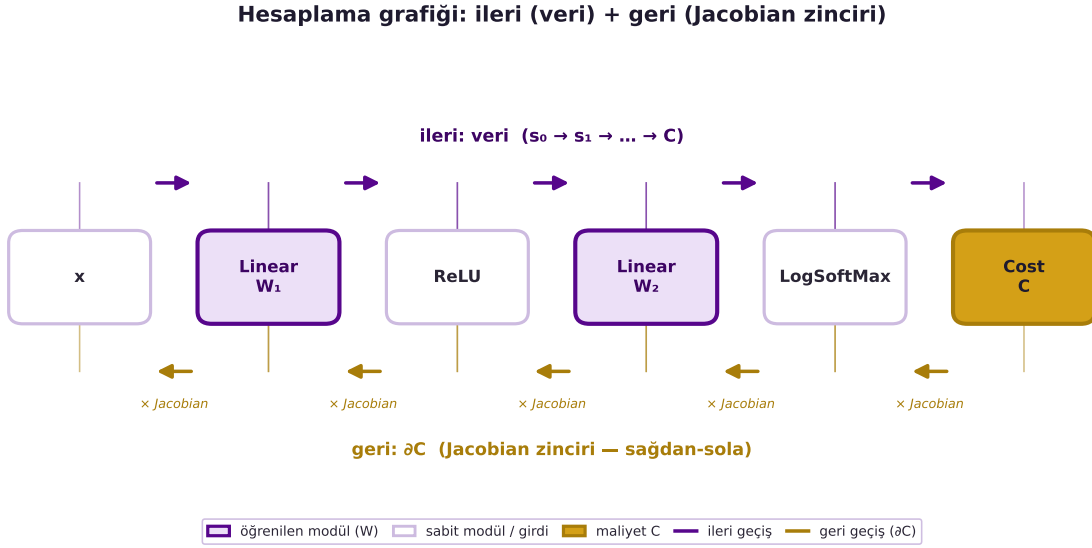 Hesaplama grafiği: ileri (veri) + geri (Jacobian zinciri)
ileri: veri  (s₀ → s₁ → … → C)
x
Linear
W₁
ReLU
Linear
W₂
LogSoftMax
Cost
C
× Jacobian
× Jacobian
× Jacobian
× Jacobian
× Jacobian
geri: ∂C  (Jacobian zinciri — sağdan-sola)
öğrenilen modül (W)
sabit modül / girdi
maliyet C
ileri geçiş
geri geçiş (∂C)